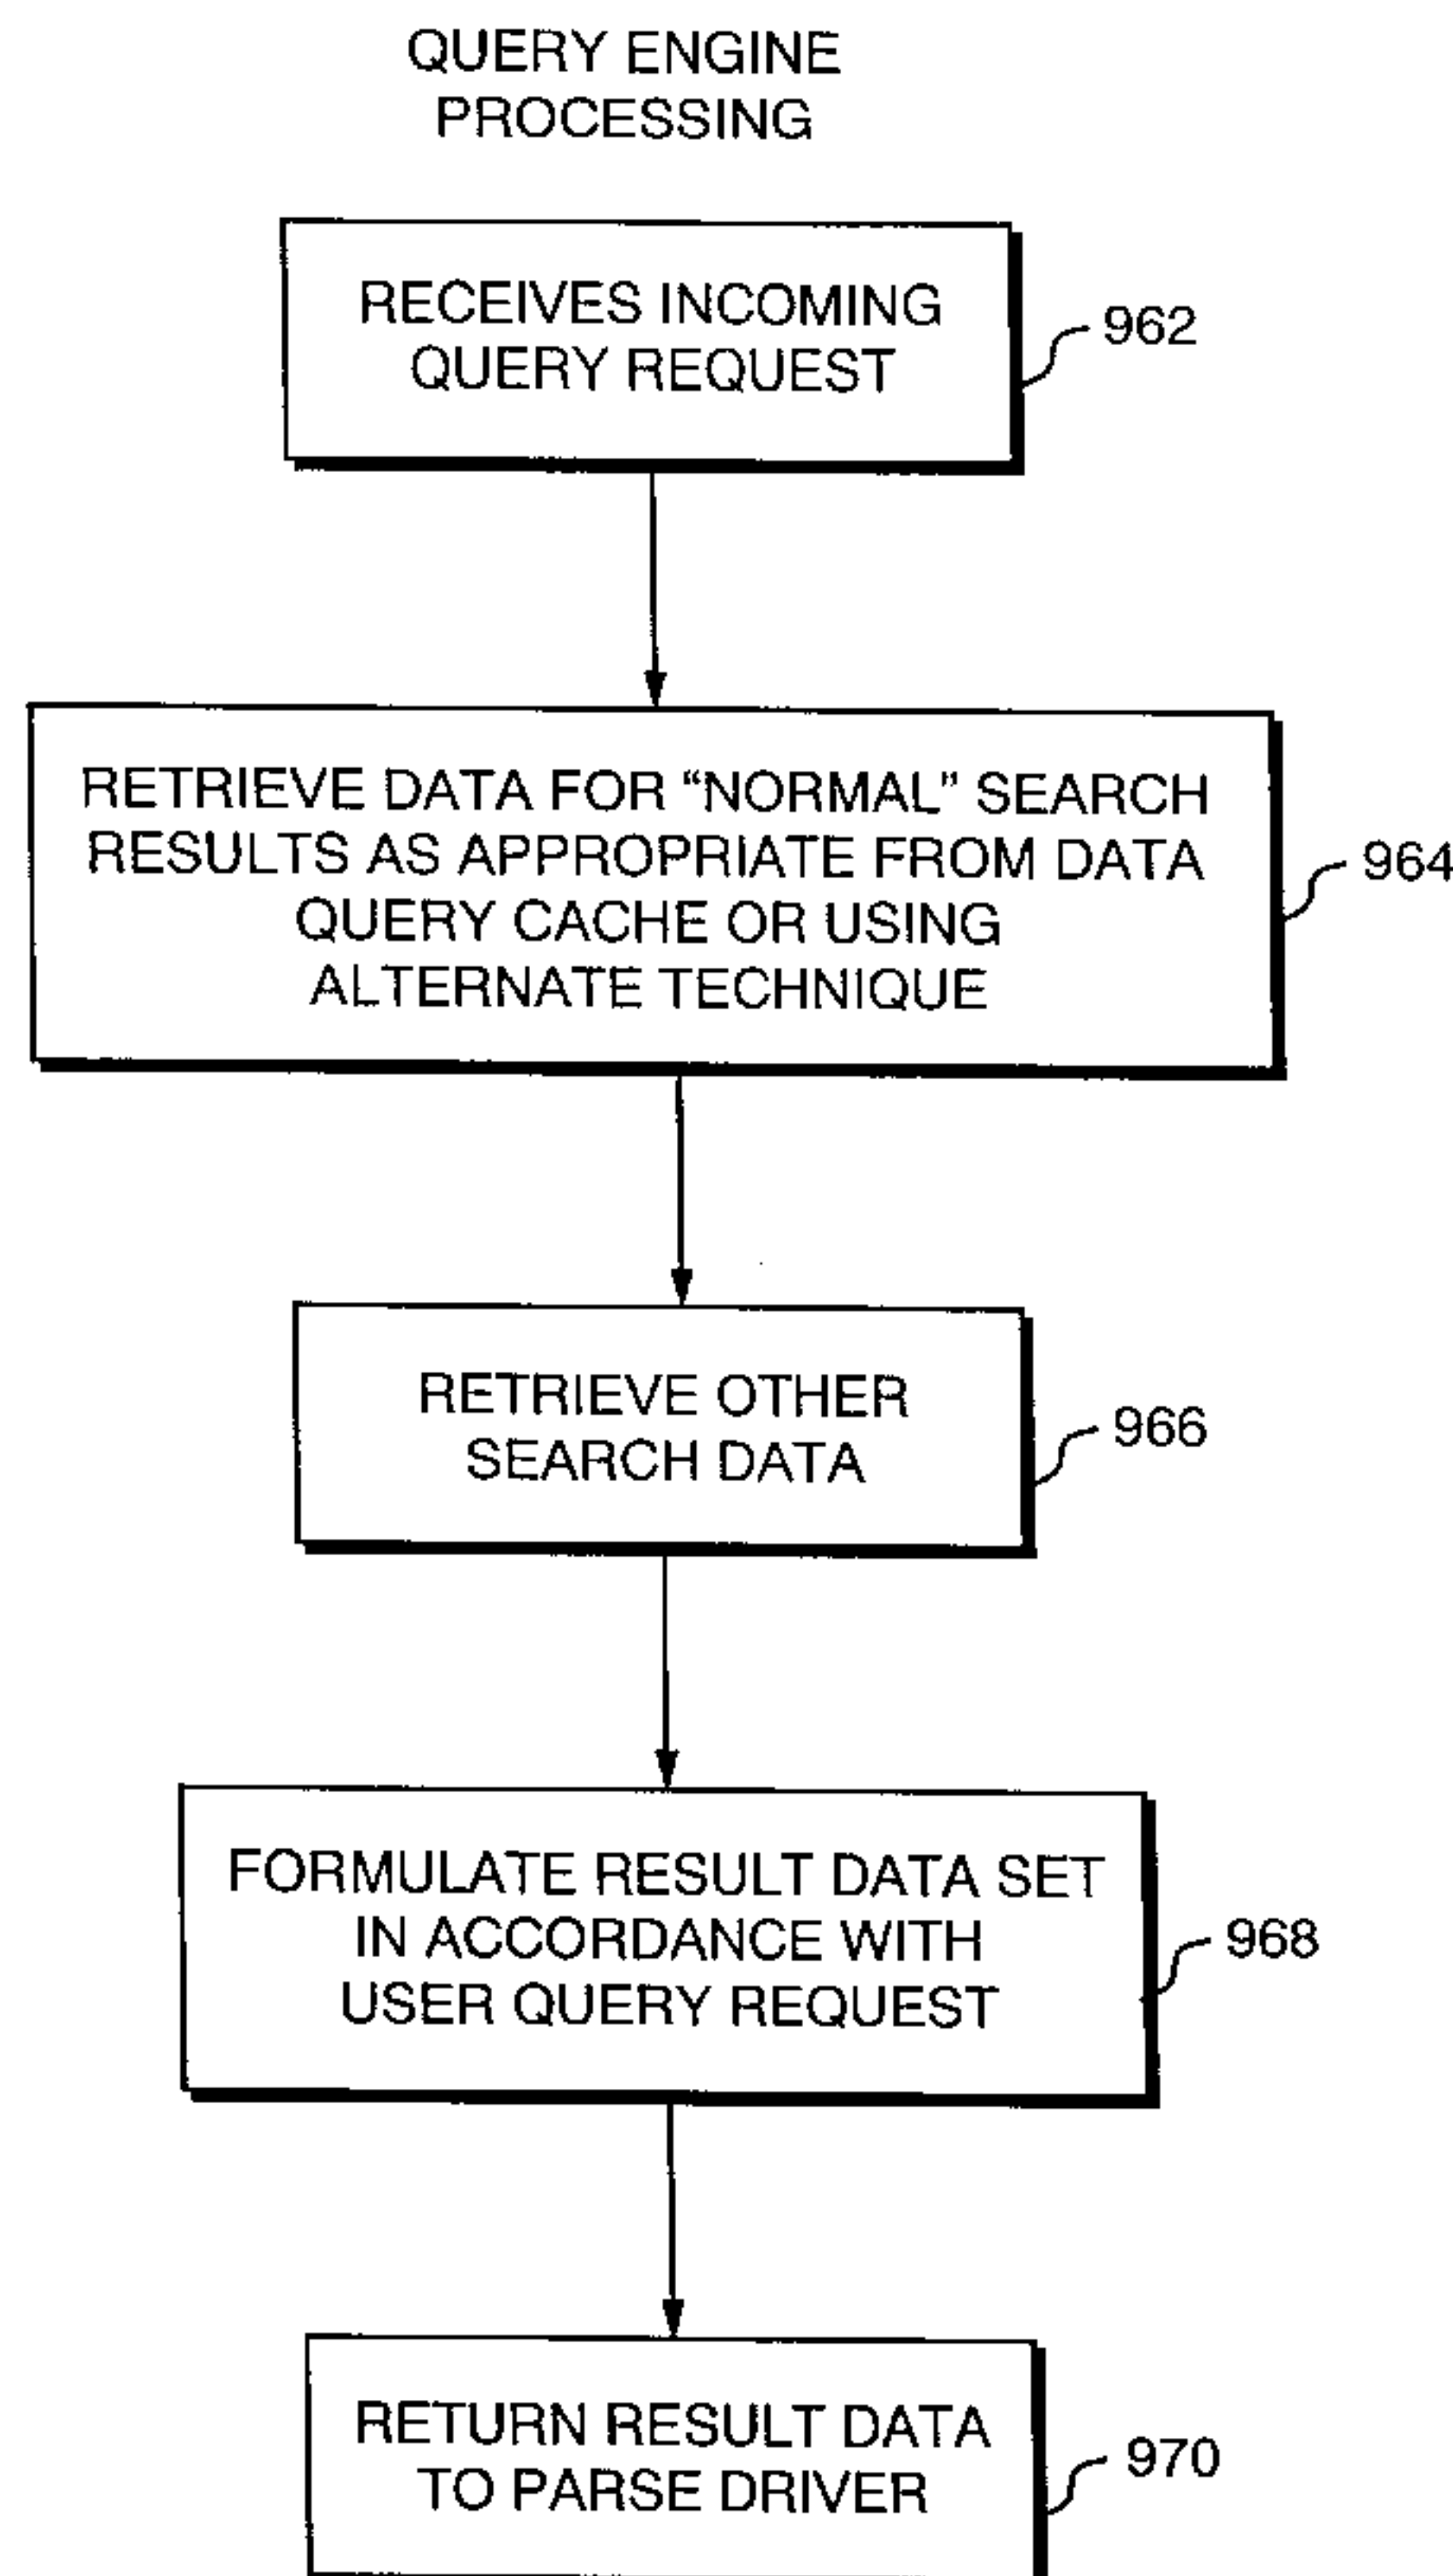 QUERY ENGINE
PROCESSING
RECEIVES INCOMING
QUERY REQUEST
962
RETRIEVE DATA FOR “NORMAL” SEARCH
RESULTS AS APPROPRIATE FROM DATA
QUERY CACHE OR USING
ALTERNATE TECHNIQUE
964
RETRIEVE OTHER
SEARCH DATA
966
FORMULATE RESULT DATA SET
IN ACCORDANCE WITH
USER QUERY REQUEST
968
RETURN RESULT DATA
TO PARSE DRIVER
970